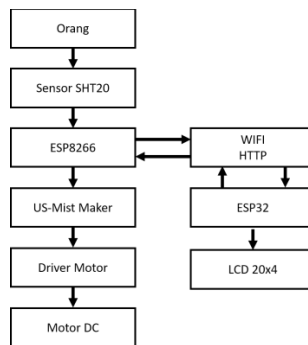 Orang
Sensor SHT20
ESP8266
WIFI
HTTP
US-Mist Maker
ESP32
Driver Motor
LCD 20x4
Motor DC